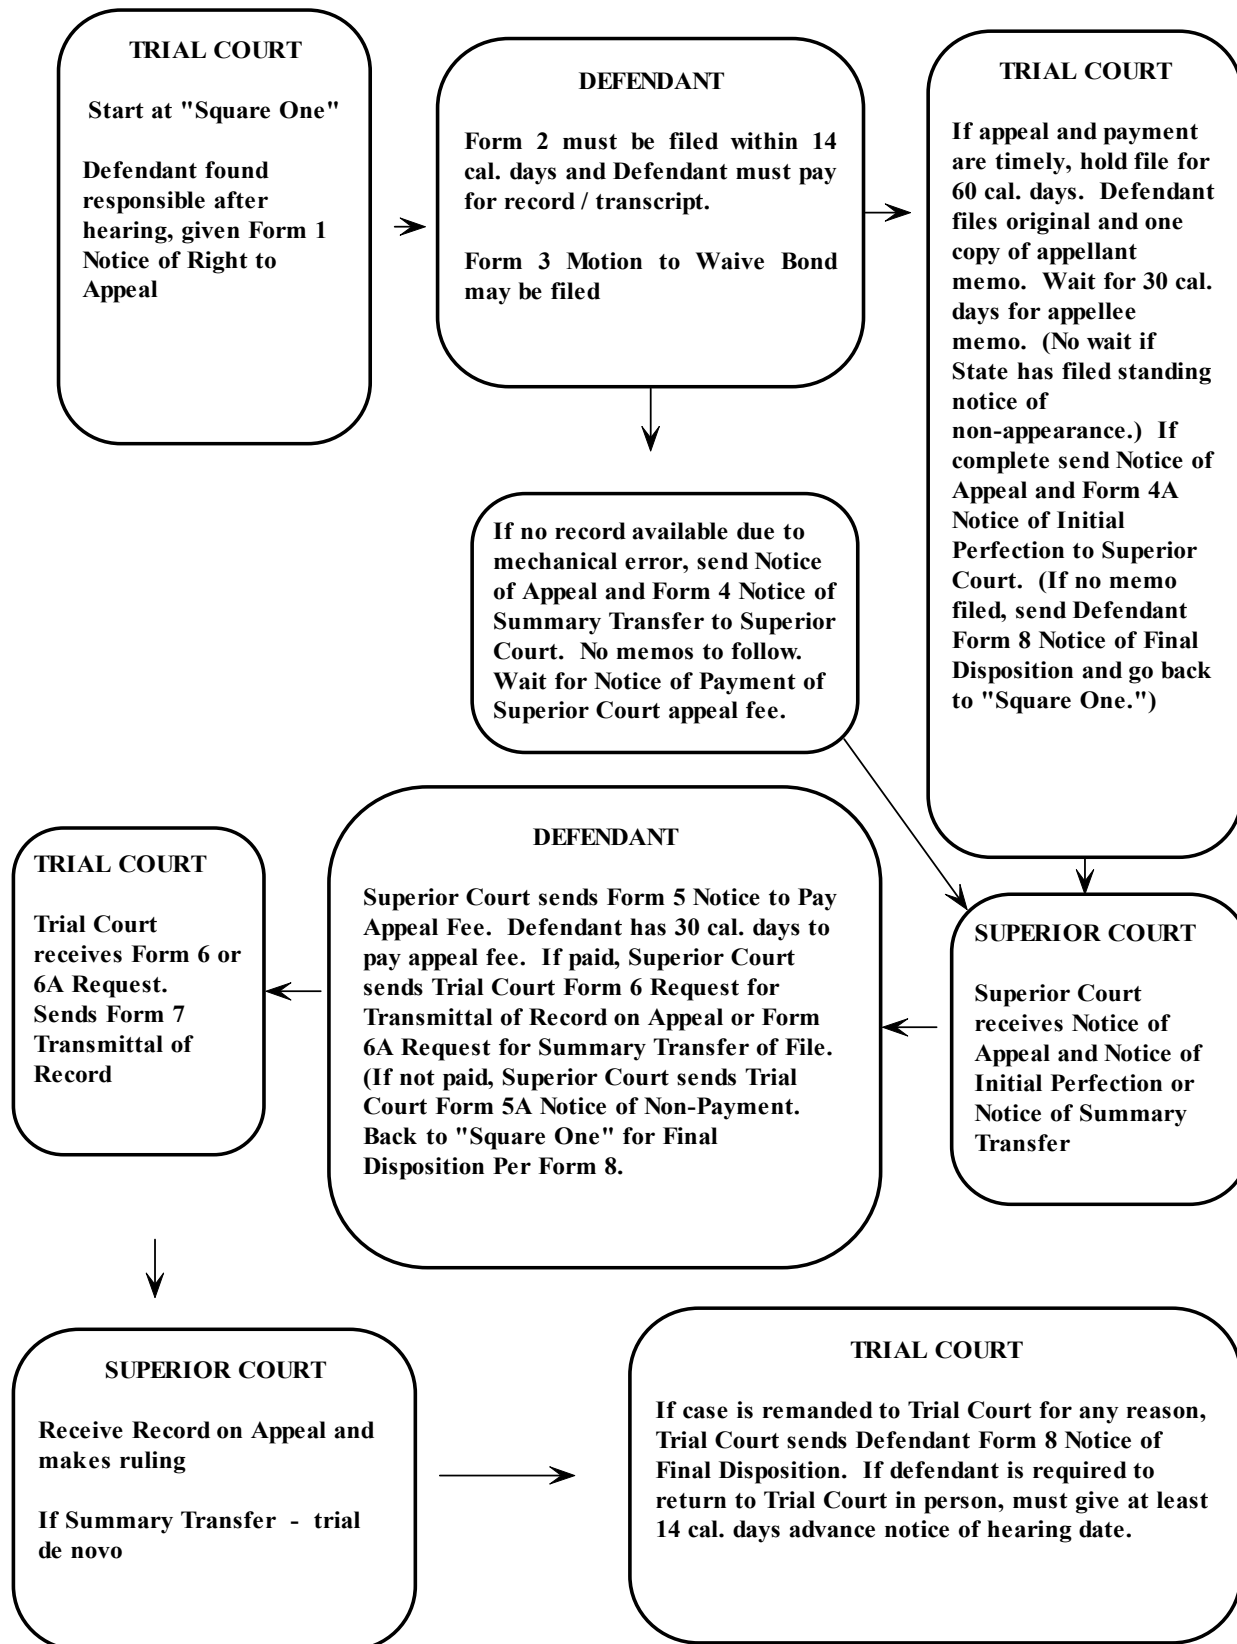 TRIAL COURT
Start at "Square One"
Defendant found
responsible after
hearing, given Form 1
Notice of Right to
Appeal
DEFENDANT
Form 2 must be filed within 14
cal. days and Defendant must pay
for record / transcript.
Form 3 Motion to Waive Bond
may be filed
TRIAL COURT
If appeal and payment
are timely, hold file for
60 cal. days. Defendant
files original and one
copy of appellant
memo. Wait for 30 cal.
days for appellee
memo. (No wait if
State has filed standing
notice of
non-appearance.) If
complete send Notice of
Appeal and Form 4A
Notice of Initial
Perfection to Superior
Court. (If no memo
filed, send Defendant
Form 8 Notice of Final
Disposition and go back
to "Square One.")
If no record available due to
mechanical error, send Notice
of Appeal and Form 4 Notice of
Summary Transfer to Superior
Court. No memos to follow.
Wait for Notice of Payment of
Superior Court appeal fee.
SUPERIOR COURT
Superior Court
receives Notice of
Appeal and Notice of
Initial Perfection or
Notice of Summary
Transfer
DEFENDANT
Superior Court sends Form 5 Notice to Pay
Appeal Fee. Defendant has 30 cal. days to
pay appeal fee. If paid, Superior Court
sends Trial Court Form 6 Request for
Transmittal of Record on Appeal or Form
6A Request for Summary Transfer of File.
(If not paid, Superior Court sends Trial
Court Form 5A Notice of Non-Payment.
Back to "Square One" for Final
Disposition Per Form 8.
TRIAL COURT
Trial Court
receives Form 6 or
6A Request.
Sends Form 7
Transmittal of
Record
SUPERIOR COURT
Receive Record on Appeal and
makes ruling
If Summary Transfer - trial
de novo
TRIAL COURT
If case is remanded to Trial Court for any reason,
Trial Court sends Defendant Form 8 Notice of
Final Disposition. If defendant is required to
return to Trial Court in person, must give at least
14 cal. days advance notice of hearing date.